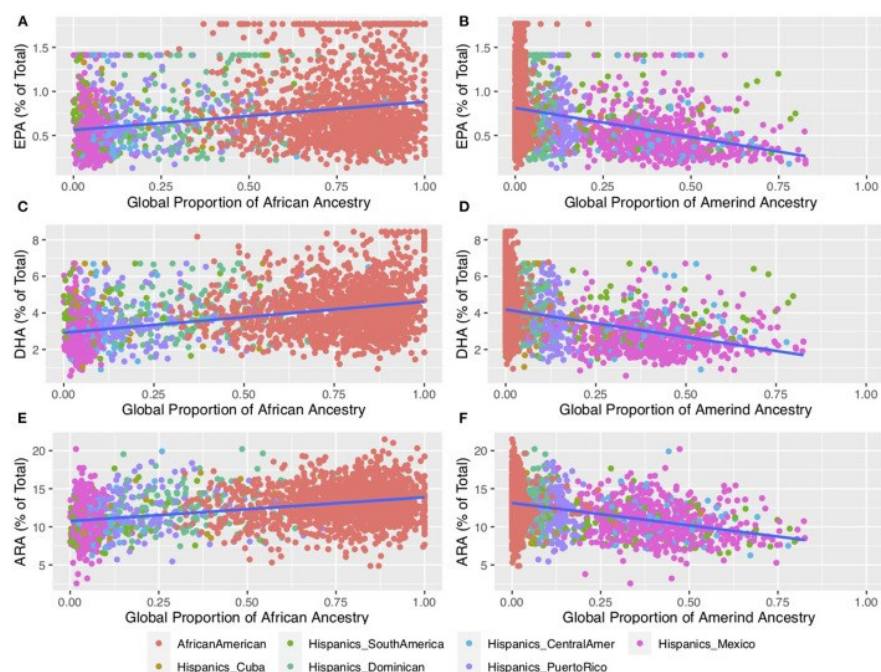 A
EPA (% of Total)
1.5
1.0
0.5
0.00 0.25 0.50 0.75 1.00
Global Proportion of African Ancestry
B
EPA (% of Total)
1.5
1.0
0.5
0.00 0.25 0.50 0.75 1.00
Global Proportion of Amerind Ancestry
C
DHA (% of Total)
8
6
4
2
0.00 0.25 0.50 0.75 1.00
Global Proportion of African Ancestry
D
DHA (% of Total)
8
6
4
2
0.00 0.25 0.50 0.75 1.00
Global Proportion of Amerind Ancestry
E
ARA (% of Total)
20
15
10
5
0.00 0.25 0.50 0.75 1.00
Global Proportion of African Ancestry
F
ARA (% of Total)
20
15
10
5
0.00 0.25 0.50 0.75 1.00
Global Proportion of Amerind Ancestry
AfricanAmerican Hispanics_SouthAmerica Hispanics_CentralAmer Hispanics_Mexico
Hispanics_Cuba Hispanics_Dominican Hispanics_PuertoRico